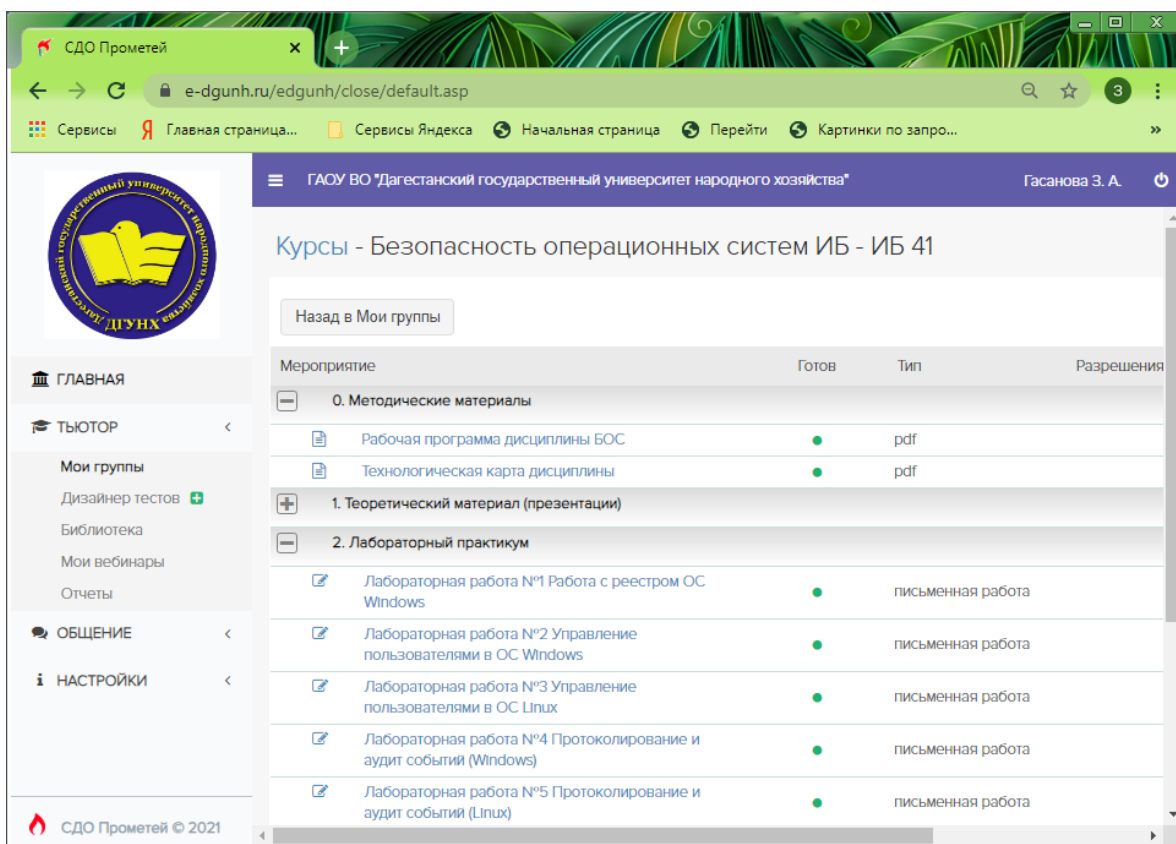 СДО Прометей
e-dgunh.ru/edgunh/close/default.asp
З
Сервисы
Главная страница...
Сервисы Яндекса
Начальная страница
Перейти
Картинки по запро...
»
государственный университет народного хозяйства
ДГУНХ
ГАОУ ВО "Дагестанский государственный университет народного хозяйства"
Гасанова З. А.
Курсы - Безопасность операционных систем ИБ - ИБ 41
Назад в Мои группы
Мероприятие Готов Тип Разрешения
0. Методические материалы
Рабочая программа дисциплины БОС pdf
Технологическая карта дисциплины pdf
1. Теоретический материал (презентации)
2. Лабораторный практикум
Лабораторная работа №1 Работа с реестром ОС
Windows
письменная работа
Лабораторная работа №2 Управление
пользователями в ОС Windows
письменная работа
Лабораторная работа №3 Управление
пользователями в ОС Linux
письменная работа
Лабораторная работа №4 Протоколирование и
аудит событий (Windows)
письменная работа
Лабораторная работа №5 Протоколирование и
аудит событий (Linux)
письменная работа
ГЛАВНАЯ
ТЬЮТОР
Мои группы
Дизайнер тестов
Библиотека
Мои вебинары
Отчеты
ОБЩЕНИЕ
НАСТРОЙКИ
СДО Прометей © 2021